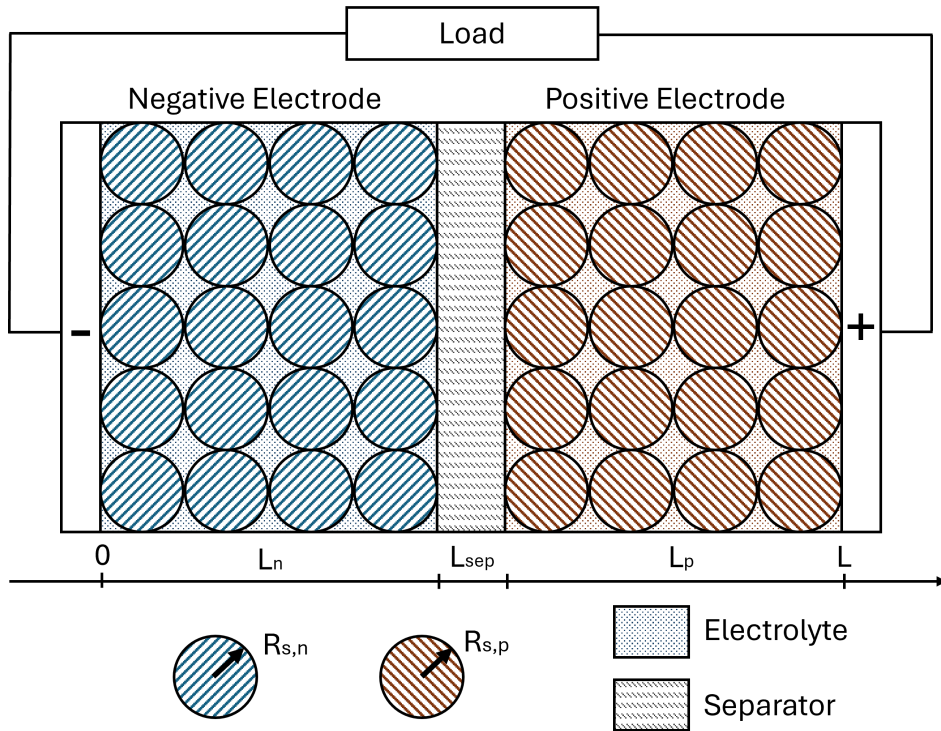 Load
Negative Electrode
Positive Electrode
-
+
0
Ln
Lsep
Lp
L
Rs,n
Rs,p
Electrolyte
Separator